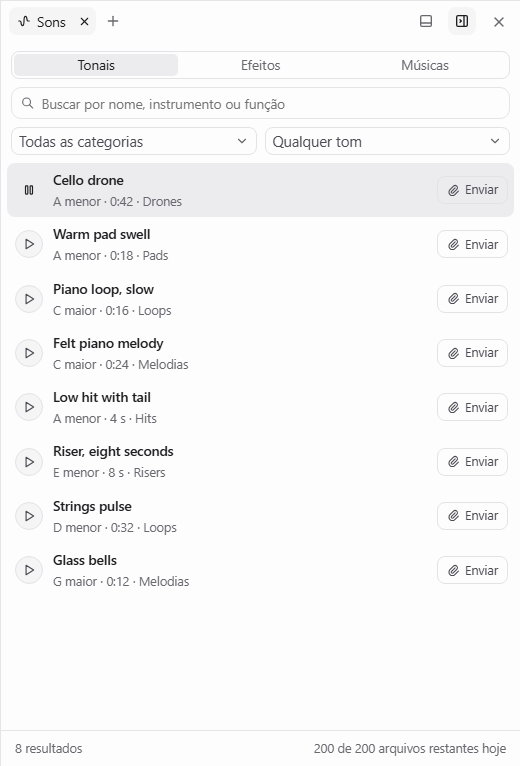 Sons
Tonais
Efeitos
Músicas
Buscar por nome, instrumento ou função
Todas as categorias
Qualquer tom
Cello drone
A menor · 0:42 · Drones
Enviar
Warm pad swell
A menor · 0:18 · Pads
Enviar
Piano loop, slow
C maior · 0:16 · Loops
Enviar
Felt piano melody
C maior · 0:24 · Melodias
Enviar
Low hit with tail
A menor · 4 s · Hits
Enviar
Riser, eight seconds
E menor · 8 s · Risers
Enviar
Strings pulse
D menor · 0:32 · Loops
Enviar
Glass bells
G maior · 0:12 · Melodias
Enviar
8 resultados
200 de 200 arquivos restantes hoje